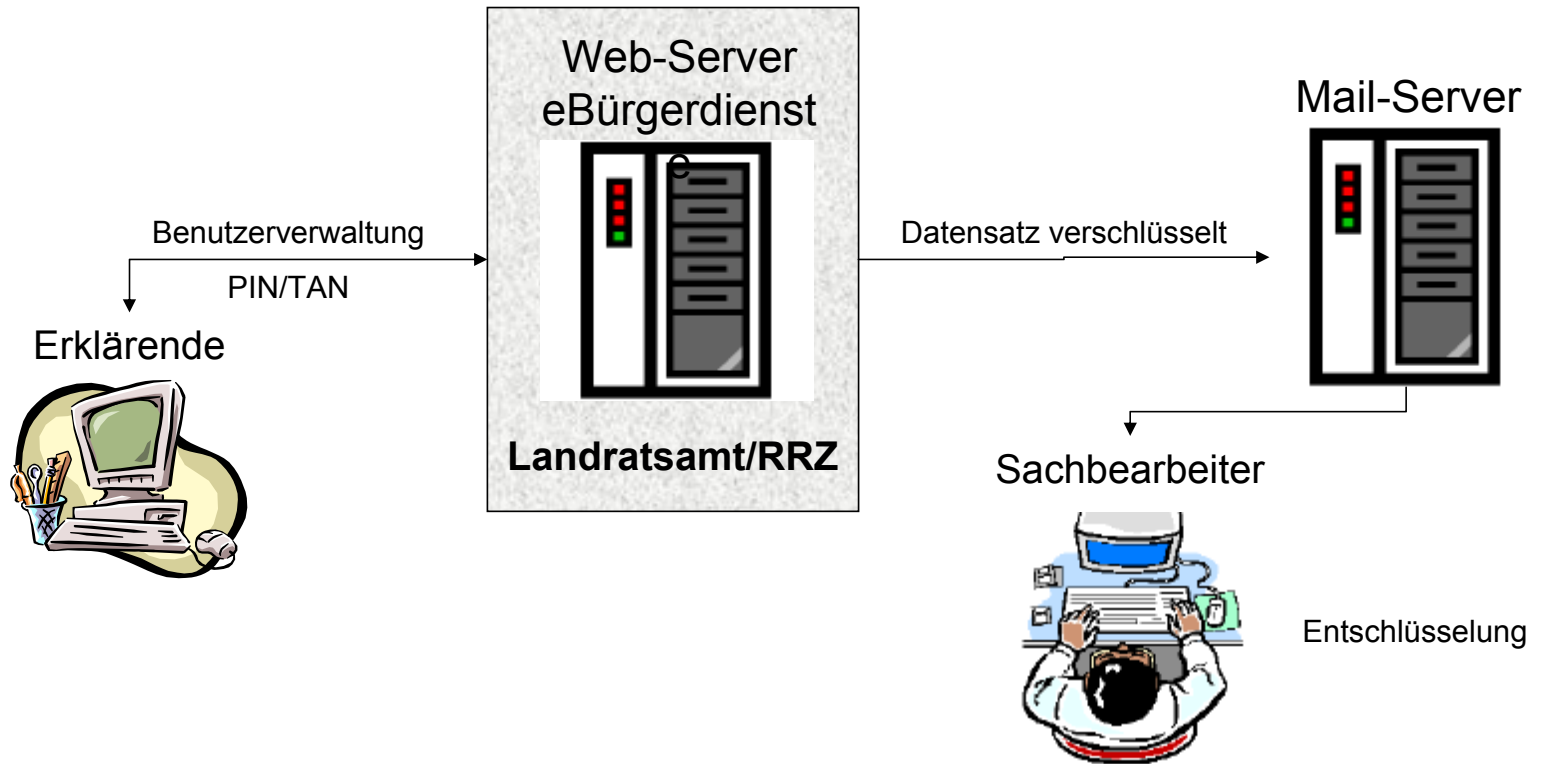 Web-Server
eBürgerdienst
e
Mail-Server
Benutzerverwaltung
PIN/TAN
Datensatz verschlüsselt
Erklärende
Landratsamt/RRZ
Sachbearbeiter
Entschlüsselung